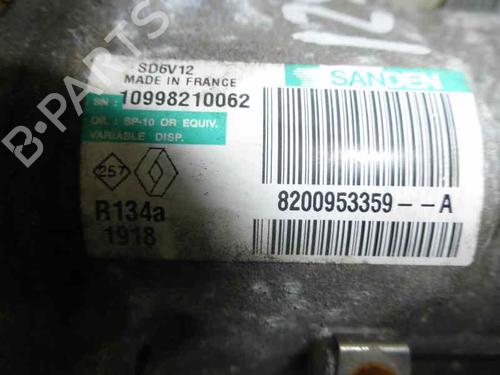 SD6V12
MADE IN FRANCE
SANDEN
SN: 10998210062
OIL : SP-10 OR EQUIV.
VARIABLE DISP.
257
R134a
1918
8200953359--A
B-PARTS